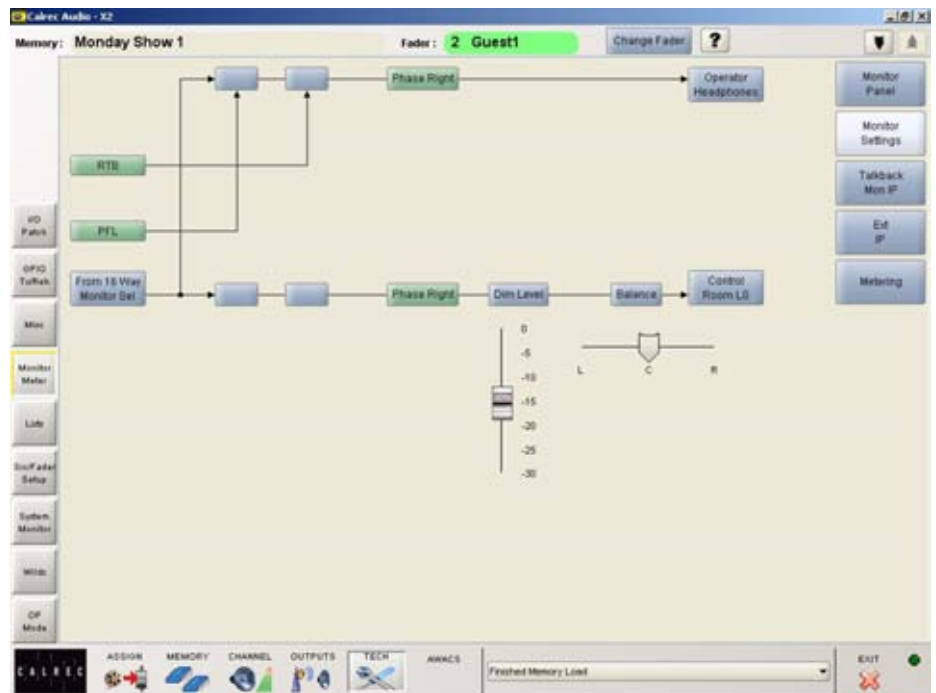 Calrec Audio - X2
Memory: Monday Show 1 Fader: 2 Guest1 Change Fader ?
Phase Right
Operator
Headphones
Monitor
Panel
Monitor
Settings
RTB
Talkback
Mon IP
I/O
Patch
PFL
Ext
IP
GPIO
From 16 Way
Monitor Sel
Phase Right
Dim Level
Balance
Control
Room LS
Metering
Misc
0
-5
-10
-15
-20
-25
-30
L C R
Monitor
Meter
Lists
Setup
System
Monitor
Wilds
OP
Mode
CALREC
ASSIGN MEMORY CHANNEL OUTPUTS TECH AWACS
Finished Memory Load
EXIT